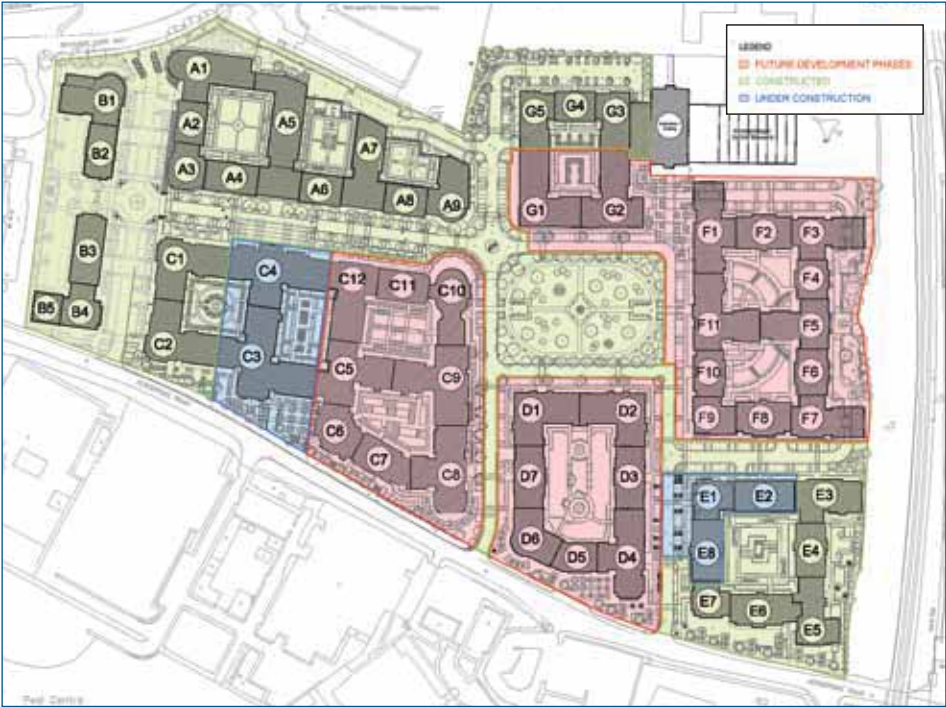 LEGEND
FUTURE DEVELOPMENT PHASES
CONSTRUCTED
UNDER CONSTRUCTION
A1
B1
A2
A5
G5
G4
G3
B2
A7
A3
A4
A6
A8
A9
G1
G2
F1
F2
F3
B3
C1
C4
C12
C11
C10
F4
B5
B4
C2
C3
F11
F5
C5
C9
F10
F6
D1
D2
F9
F8
F7
C6
C7
C8
D7
D3
E1
E2
E3
D6
D5
D4
E8
E4
E7
E6
E5
Peel Centre